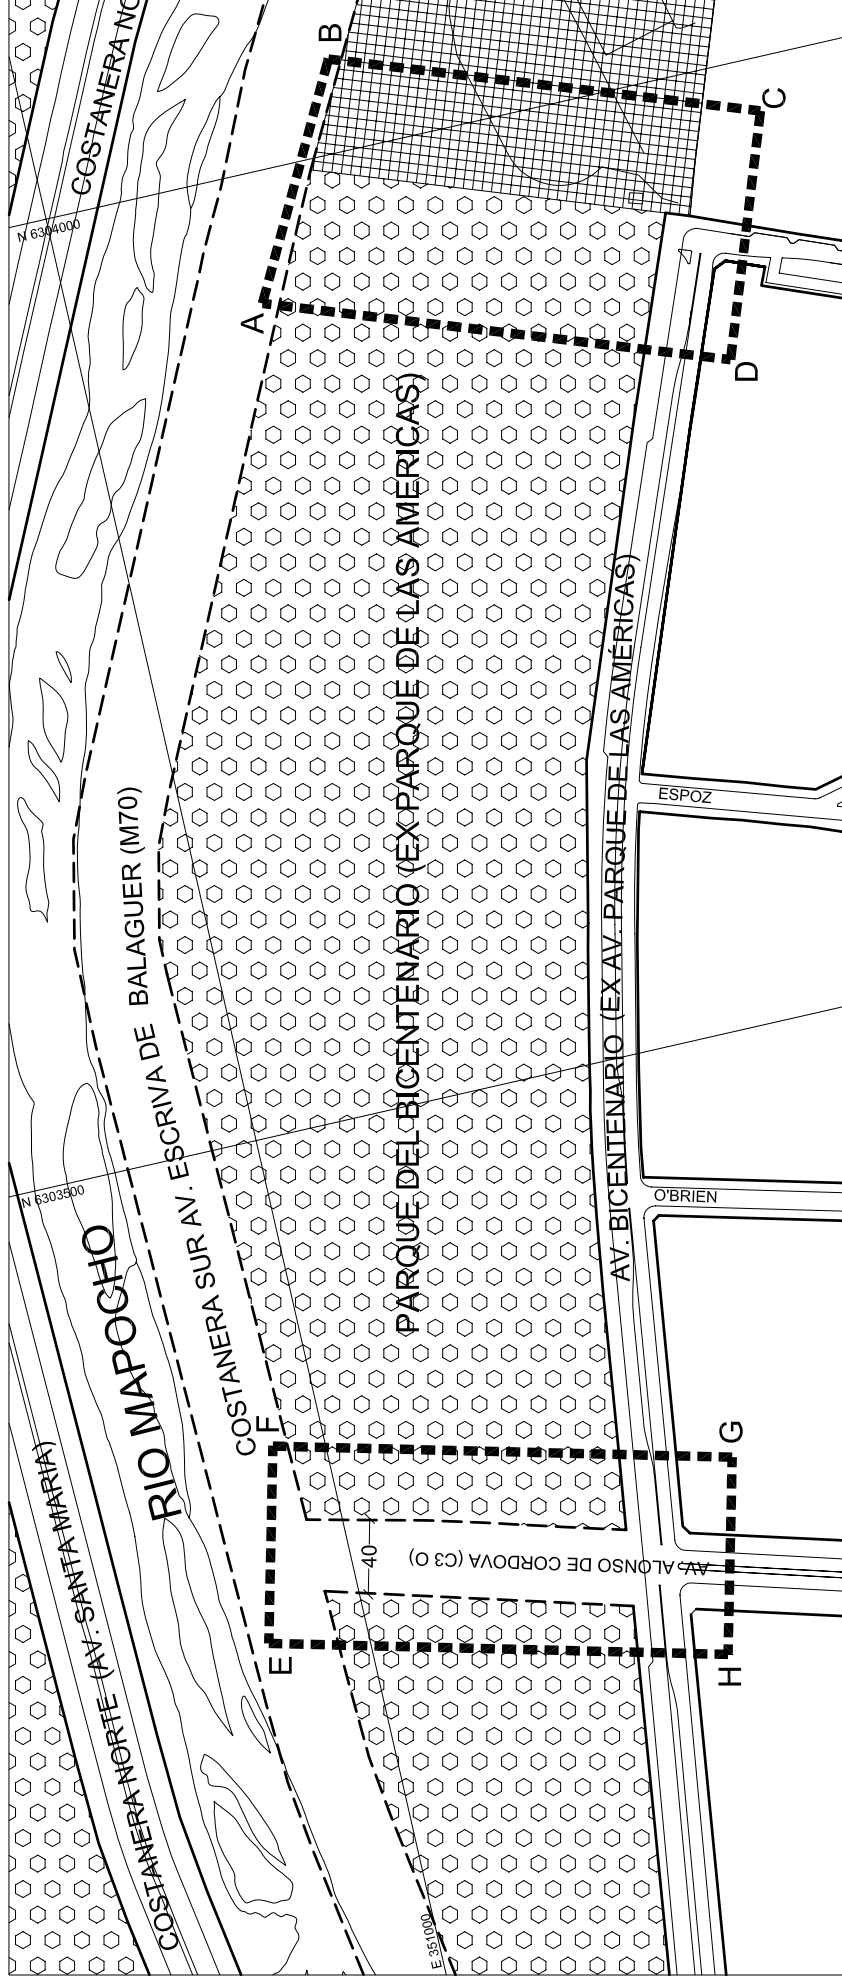 COSTANERA NO
B
C
N 6304000
A
D
PARQUE DEL BICENTENARIO (EX PARQUE DE LAS AMERICAS)
AV. BICENTENARIO (EX AV. PARQUE DE LAS AMÉRICAS)
ESPOZ
COSTANERA SUR AV. ESCRIVA DE BALAGUER (M70)
N 6303500
O'BRIEN
RIO MAPOCHO
COSTANERA NORTE (AV. SANTA MARIA)
F
G
40
AV. ALONSO DE CORDOVA (C3 O)
E
H
E 351000